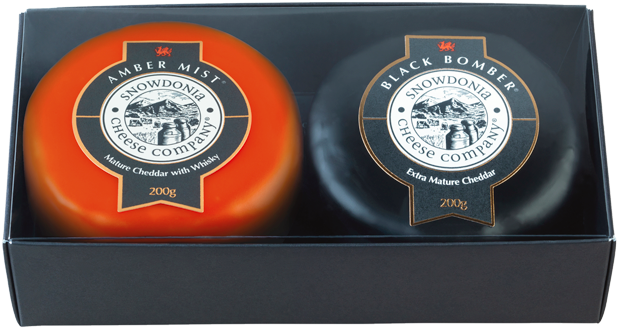 AMBER MIST®
SNOWDONIA
CHEESE COMPANY®
Mature Cheddar with Whisky
200g
BLACK BOMBER®
SNOWDONIA
CHEESE COMPANY®
Extra Mature Cheddar
200g